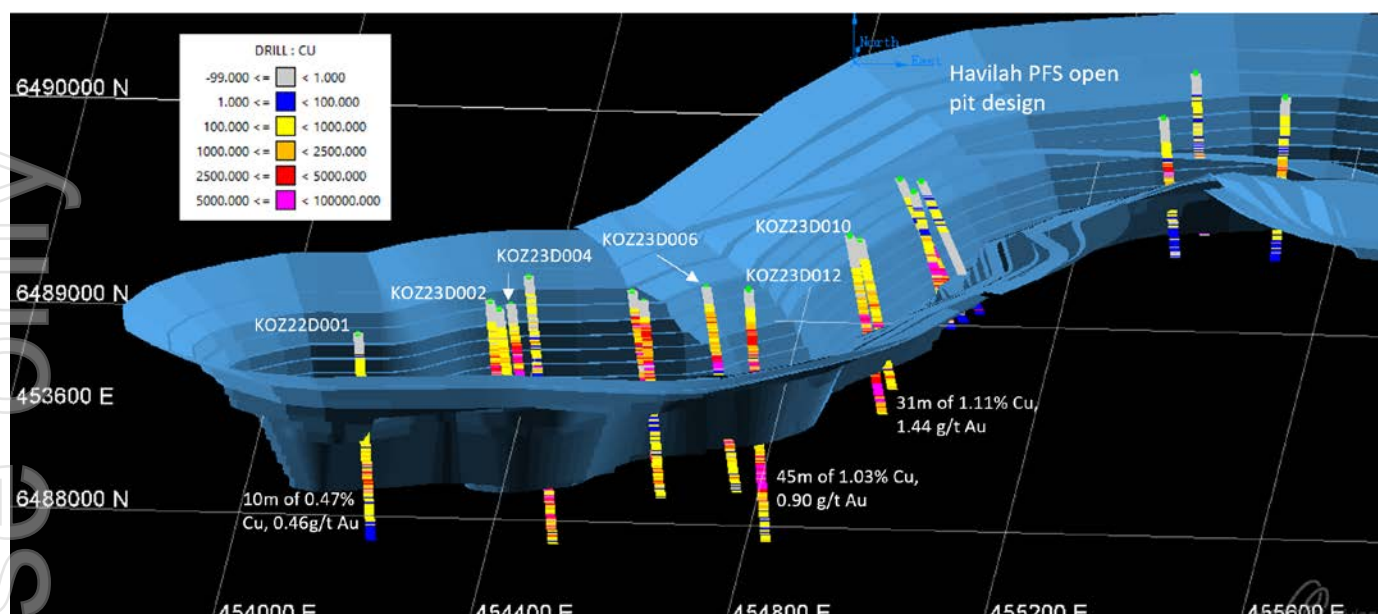 DRILL : CU
-99.000 <= < 1.000
1.000 <= < 100.000
100.000 <= < 1000.000
1000.000 <= < 2500.000
2500.000 <= < 5000.000
5000.000 <= < 100000.000
North
East
Havilah PFS open
pit design
6490000 N
6489000 N
453600 E
6488000 N
KOZ22D001
KOZ23D002
KOZ23D004
KOZ23D006
KOZ23D010
KOZ23D012
10m of 0.47%
Cu, 0.46g/t Au
45m of 1.03% Cu,
0.90 g/t Au
31m of 1.11% Cu,
1.44 g/t Au
454000 E
454400 E
454800 E
455200 E
455600 E
se only